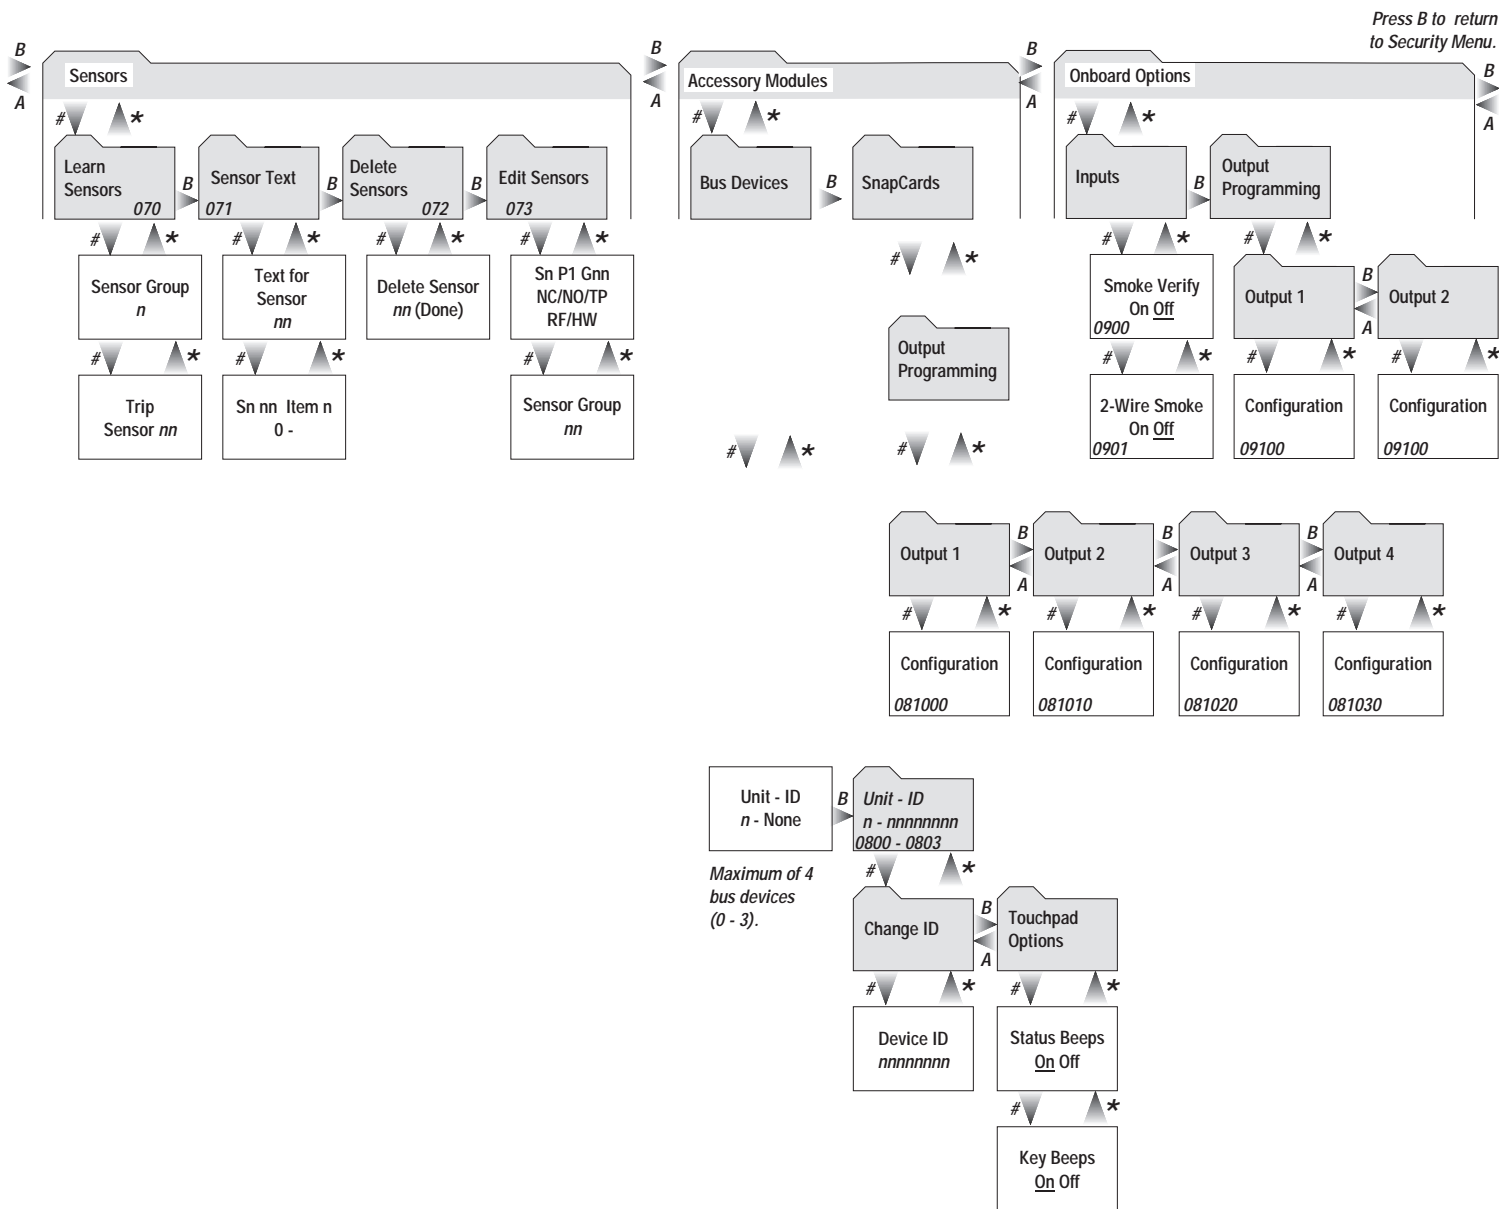 Press B to return
to Security Menu.
B
A
Sensors
# *
Learn
Sensors
070
B
Sensor Text
071
B
Delete
Sensors
072
B
Edit Sensors
073
# *
# *
# *
# *
Sensor Group
n
Text for
Sensor
nn
Delete Sensor
nn (Done)
Sn P1 Gnn
NC/NO/TP
RF/HW
# *
# *
# *
Trip
Sensor nn
Sn nn Item n
0 -
Sensor Group
nn
B
A
Accessory Modules
# *
Bus Devices
B
SnapCards
# *
Output
Programming
# *
# *
B
A
Onboard Options
B
A
# *
Inputs
B
Output
Programming
# *
# *
Smoke Verify
On Off
0900
Output 1
B
A
Output 2
# *
# *
# *
2-Wire Smoke
On Off
0901
Configuration
09100
Configuration
09100
Output 1
B
A
Output 2
B
A
Output 3
B
A
Output 4
# *
# *
# *
# *
Configuration
081000
Configuration
081010
Configuration
081020
Configuration
081030
Unit - ID
n - None
B
Unit - ID
n - nnnnnnnn
0800 - 0803
Maximum of 4
bus devices
(0 - 3).
# *
Change ID
B
A
Touchpad
Options
# *
# *
Device ID
nnnnnnnn
Status Beeps
On Off
# *
Key Beeps
On Off